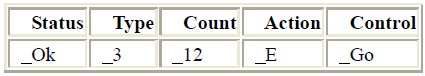 Status Type Count Action Control
_Ok _3 _12 _E _Go